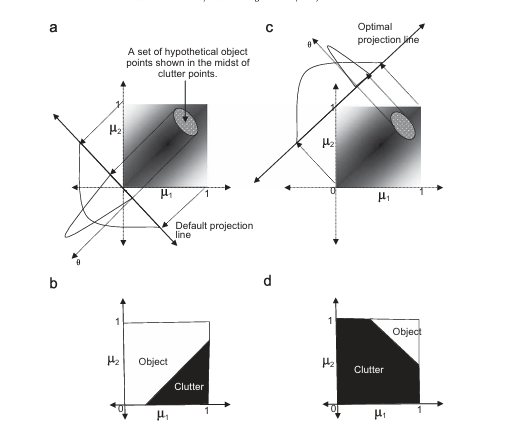 a
A set of hypothetical object
points shown in the midst of
clutter points.
1
μ2
μ1
1
Default projection
line
θ
c
Optimal
projection line
θ
1
μ2
0
μ1
1
b
1
μ2
Object
Clutter
0
μ1
1
d
1
Object
μ2
Clutter
0
μ1
1